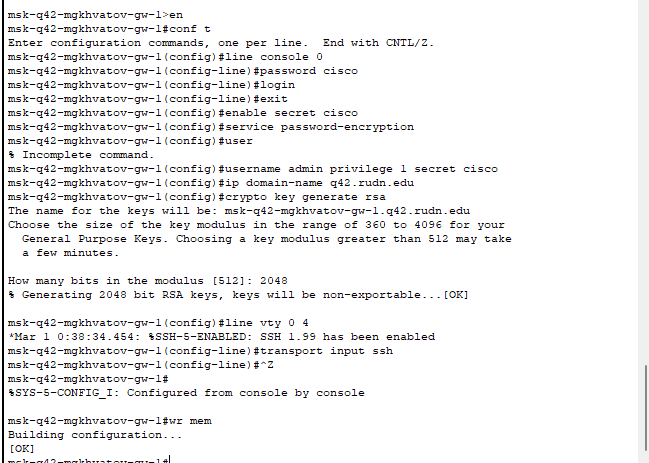 msk-q42-mgkhvatov-gw-1>en
msk-q42-mgkhvatov-gw-1#conf t
Enter configuration commands, one per line.  End with CNTL/Z.
msk-q42-mgkhvatov-gw-1(config)#line console 0
msk-q42-mgkhvatov-gw-1(config-line)#password cisco
msk-q42-mgkhvatov-gw-1(config-line)#login
msk-q42-mgkhvatov-gw-1(config-line)#exit
msk-q42-mgkhvatov-gw-1(config)#enable secret cisco
msk-q42-mgkhvatov-gw-1(config)#service password-encryption
msk-q42-mgkhvatov-gw-1(config)#user
% Incomplete command.
msk-q42-mgkhvatov-gw-1(config)#username admin privilege 1 secret cisco
msk-q42-mgkhvatov-gw-1(config)#ip domain-name q42.rudn.edu
msk-q42-mgkhvatov-gw-1(config)#crypto key generate rsa
The name for the keys will be: msk-q42-mgkhvatov-gw-1.q42.rudn.edu
Choose the size of the key modulus in the range of 360 to 4096 for your
  General Purpose Keys. Choosing a key modulus greater than 512 may take
  a few minutes.

How many bits in the modulus [512]: 2048
% Generating 2048 bit RSA keys, keys will be non-exportable...[OK]

msk-q42-mgkhvatov-gw-1(config)#line vty 0 4
*Mar 1 0:38:34.454: %SSH-5-ENABLED: SSH 1.99 has been enabled
msk-q42-mgkhvatov-gw-1(config-line)#transport input ssh
msk-q42-mgkhvatov-gw-1(config-line)#^Z
msk-q42-mgkhvatov-gw-1#
%SYS-5-CONFIG_I: Configured from console by console

msk-q42-mgkhvatov-gw-1#wr mem
Building configuration...
[OK]
msk-q42-mgkhvatov-gw-1#